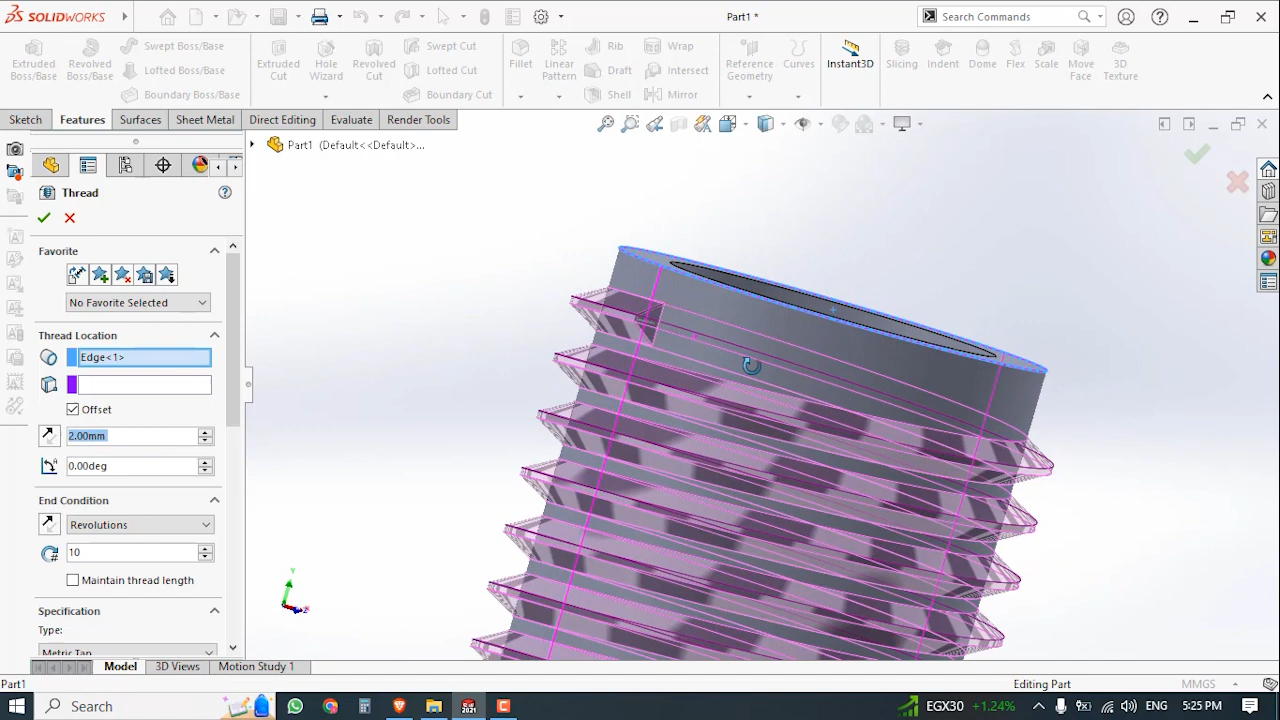 SOLIDWORKS
Part1 *
Search Commands
Extruded Boss/Base
Revolved Boss/Base
Swept Boss/Base
Lofted Boss/Base
Boundary Boss/Base
Extruded Cut
Hole Wizard
Revolved Cut
Swept Cut
Lofted Cut
Boundary Cut
Fillet
Linear Pattern
Rib
Draft
Shell
Wrap
Intersect
Mirror
Reference Geometry
Curves
Instant3D
Slicing
Indent
Dome
Flex
Scale
Move Face
3D Texture
Sketch
Features
Surfaces
Sheet Metal
Direct Editing
Evaluate
Render Tools
Part1 (Default<<Default>...
Thread
Favorite
No Favorite Selected
Thread Location
Edge<1>
Offset
2.00mm
0.00deg
End Condition
Revolutions
10
Maintain thread length
Specification
Type:
Metric Tap
Y
Model
3D Views
Motion Study 1
Part1
Editing Part
MMGS
Search
2021
EGX30
+1.24%
ENG
5:25 PM